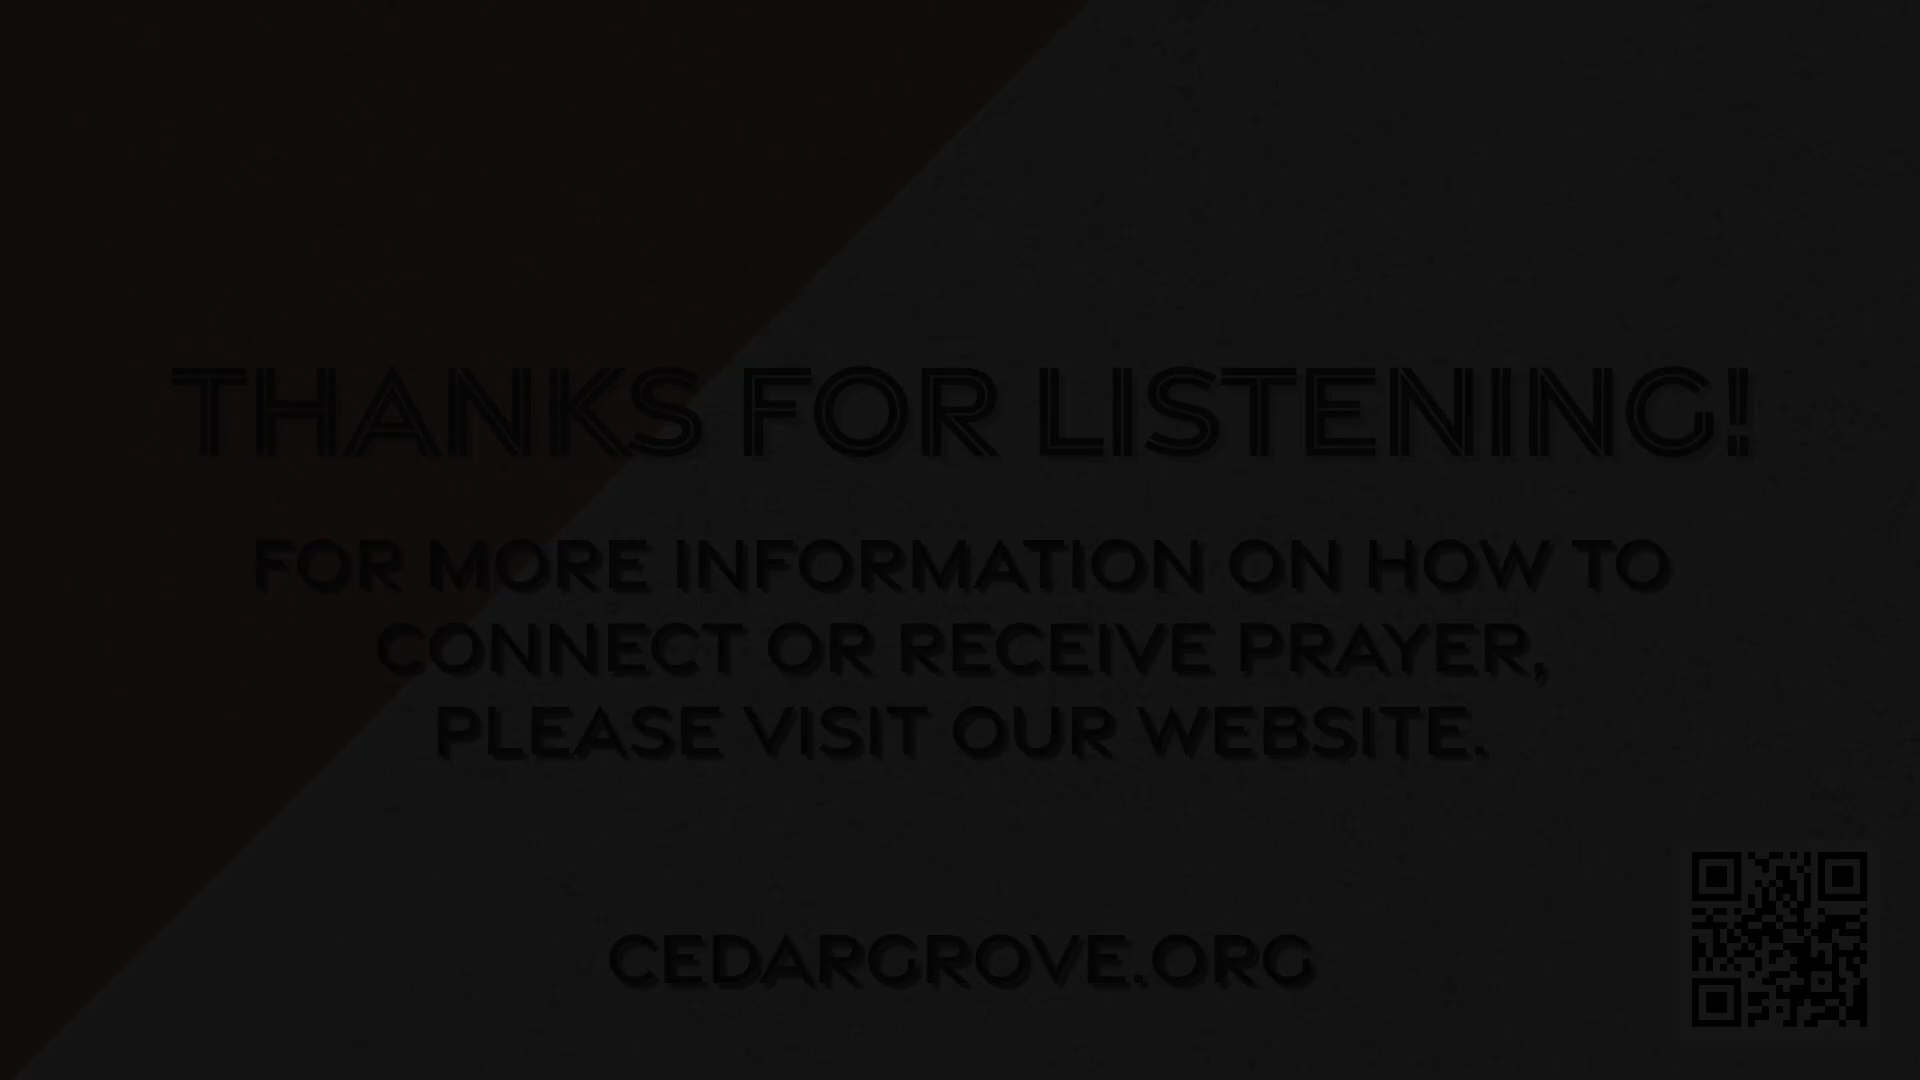 THANKS FOR LISTENING!
FOR MORE INFORMATION ON HOW TO
CONNECT OR RECEIVE PRAYER,
PLEASE VISIT OUR WEBSITE.
CEDARGROVE.ORG